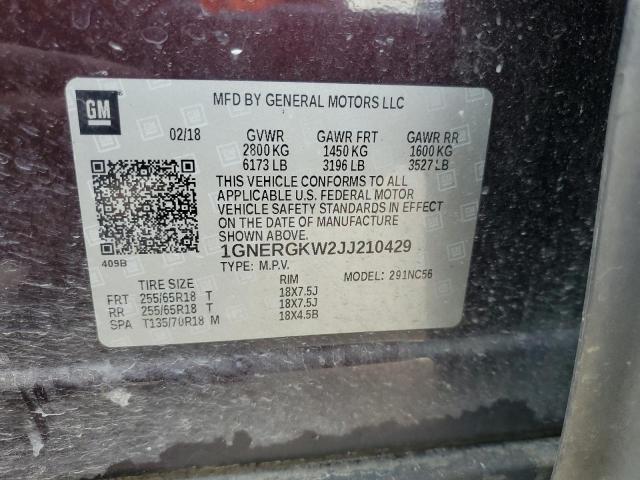 GM
MFD BY GENERAL MOTORS LLC
02/18 GVWR GAWR FRT GAWR RR
2800 KG 1450 KG 1600 KG
6173 LB 3196 LB 3527 LB
THIS VEHICLE CONFORMS TO ALL
APPLICABLE U.S. FEDERAL MOTOR
VEHICLE SAFETY STANDARDS IN EFFECT
ON THE DATE OF MANUFACTURE
SHOWN ABOVE.
1GNERGKW2JJ210429
409B
TYPE: M.P.V.
MODEL: 291NC56
TIRE SIZE RIM
FRT 255/65R18 T 18X7.5J
RR 255/65R18 T 18X7.5J
SPA T135/70R18 M 18X4.5B